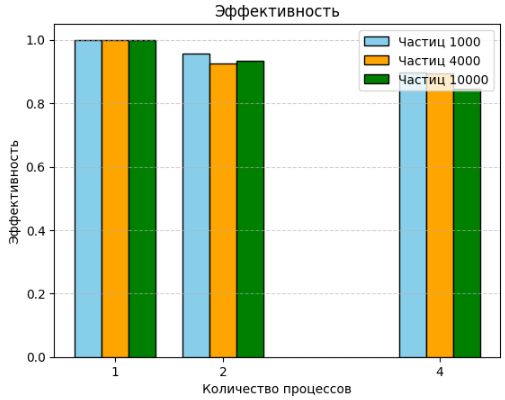 Эффективность
1.0
0.8
0.6
0.4
0.2
0.0
Эффективность
Частиц 1000
Частиц 4000
Частиц 10000
1
2
4
Количество процессов